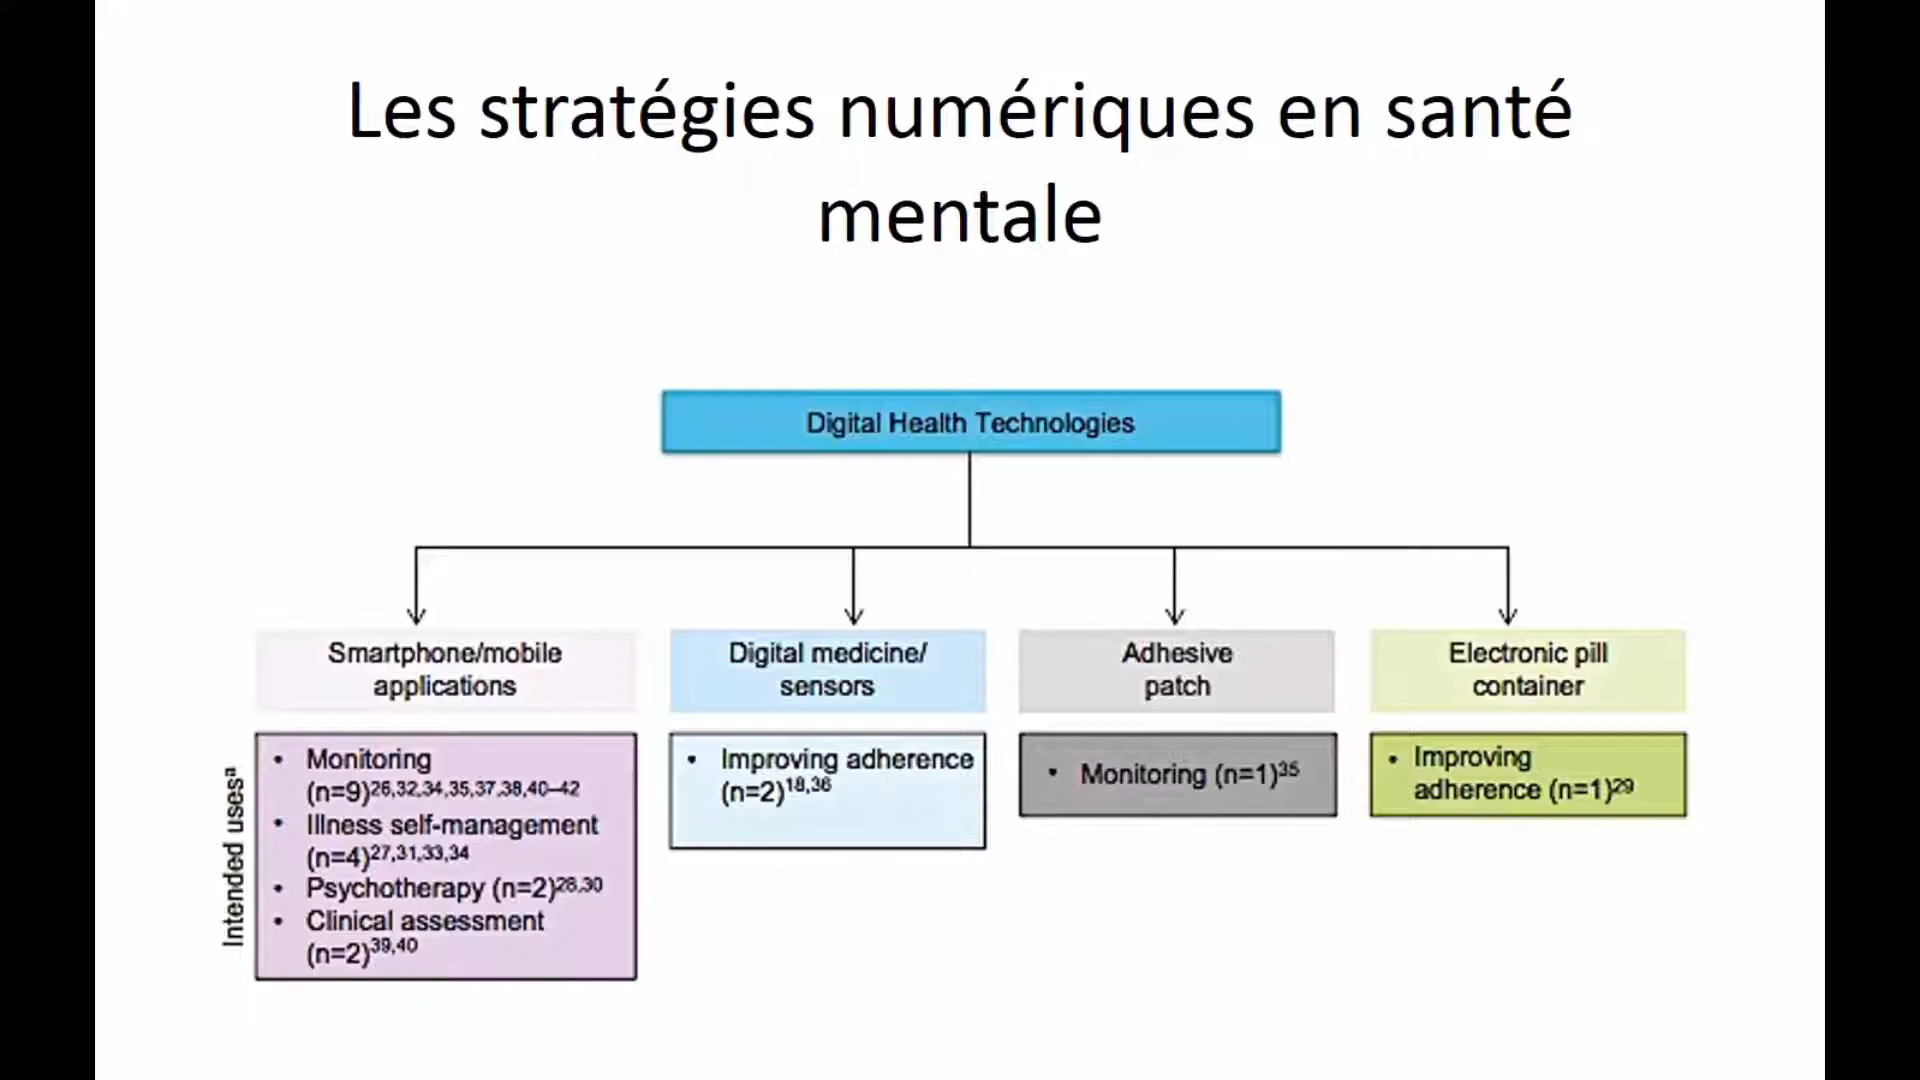 Les stratégies numériques en santé
mentale
Digital Health Technologies
Smartphone/mobile
applications
Digital medicine/
sensors
Adhesive
patch
Electronic pill
container
Intended usesª
• Monitoring
(n=9)26,32,34,35,37,38,40–42
• Illness self-management
(n=4)27,31,33,34
• Psychotherapy (n=2)28,30
• Clinical assessment
(n=2)39,40
• Improving adherence
(n=2)18,36
• Monitoring (n=1)35
• Improving
adherence (n=1)29